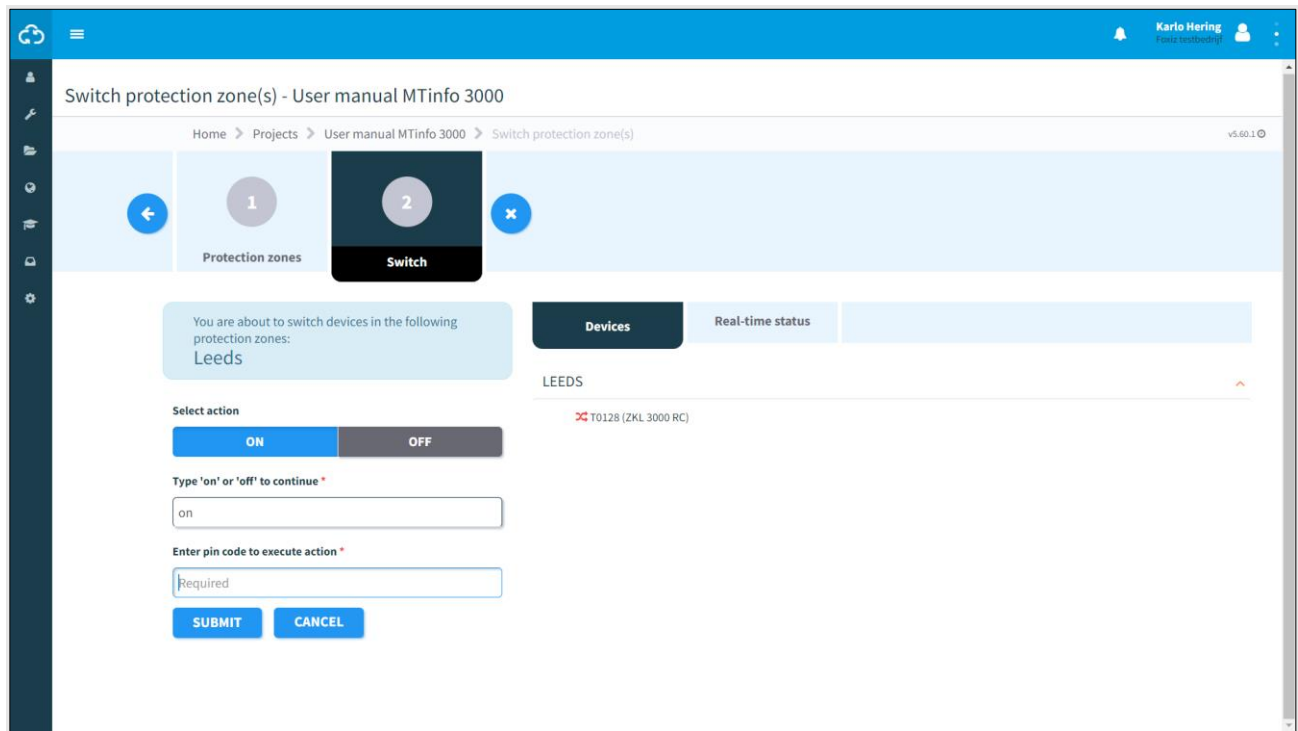 Karlo Hering
Foxiz testbedrijf
Switch protection zone(s) - User manual MTinfo 3000
Home Projects User manual MTinfo 3000 Switch protection zone(s)
v5.60.1
1
Protection zones
2
Switch
You are about to switch devices in the following
protection zones:
Leeds
Select action
ON OFF
Type 'on' or 'off' to continue *
on
Enter pin code to execute action *
Required
SUBMIT CANCEL
Devices Real-time status
LEEDS
T0128 (ZKL 3000 RC)